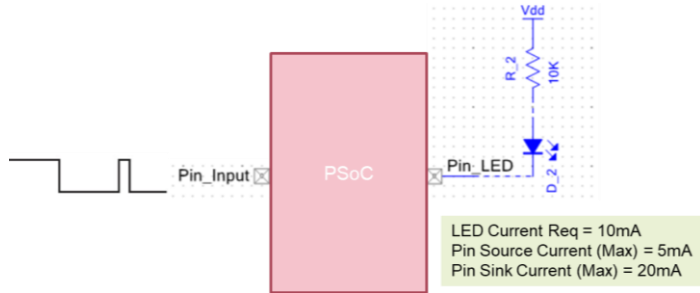 Vdd
R_2
10K
Pin_Input
PSoC
Pin_LED
D_2
LED Current Req = 10mA
Pin Source Current (Max) = 5mA
Pin Sink Current (Max) = 20mA